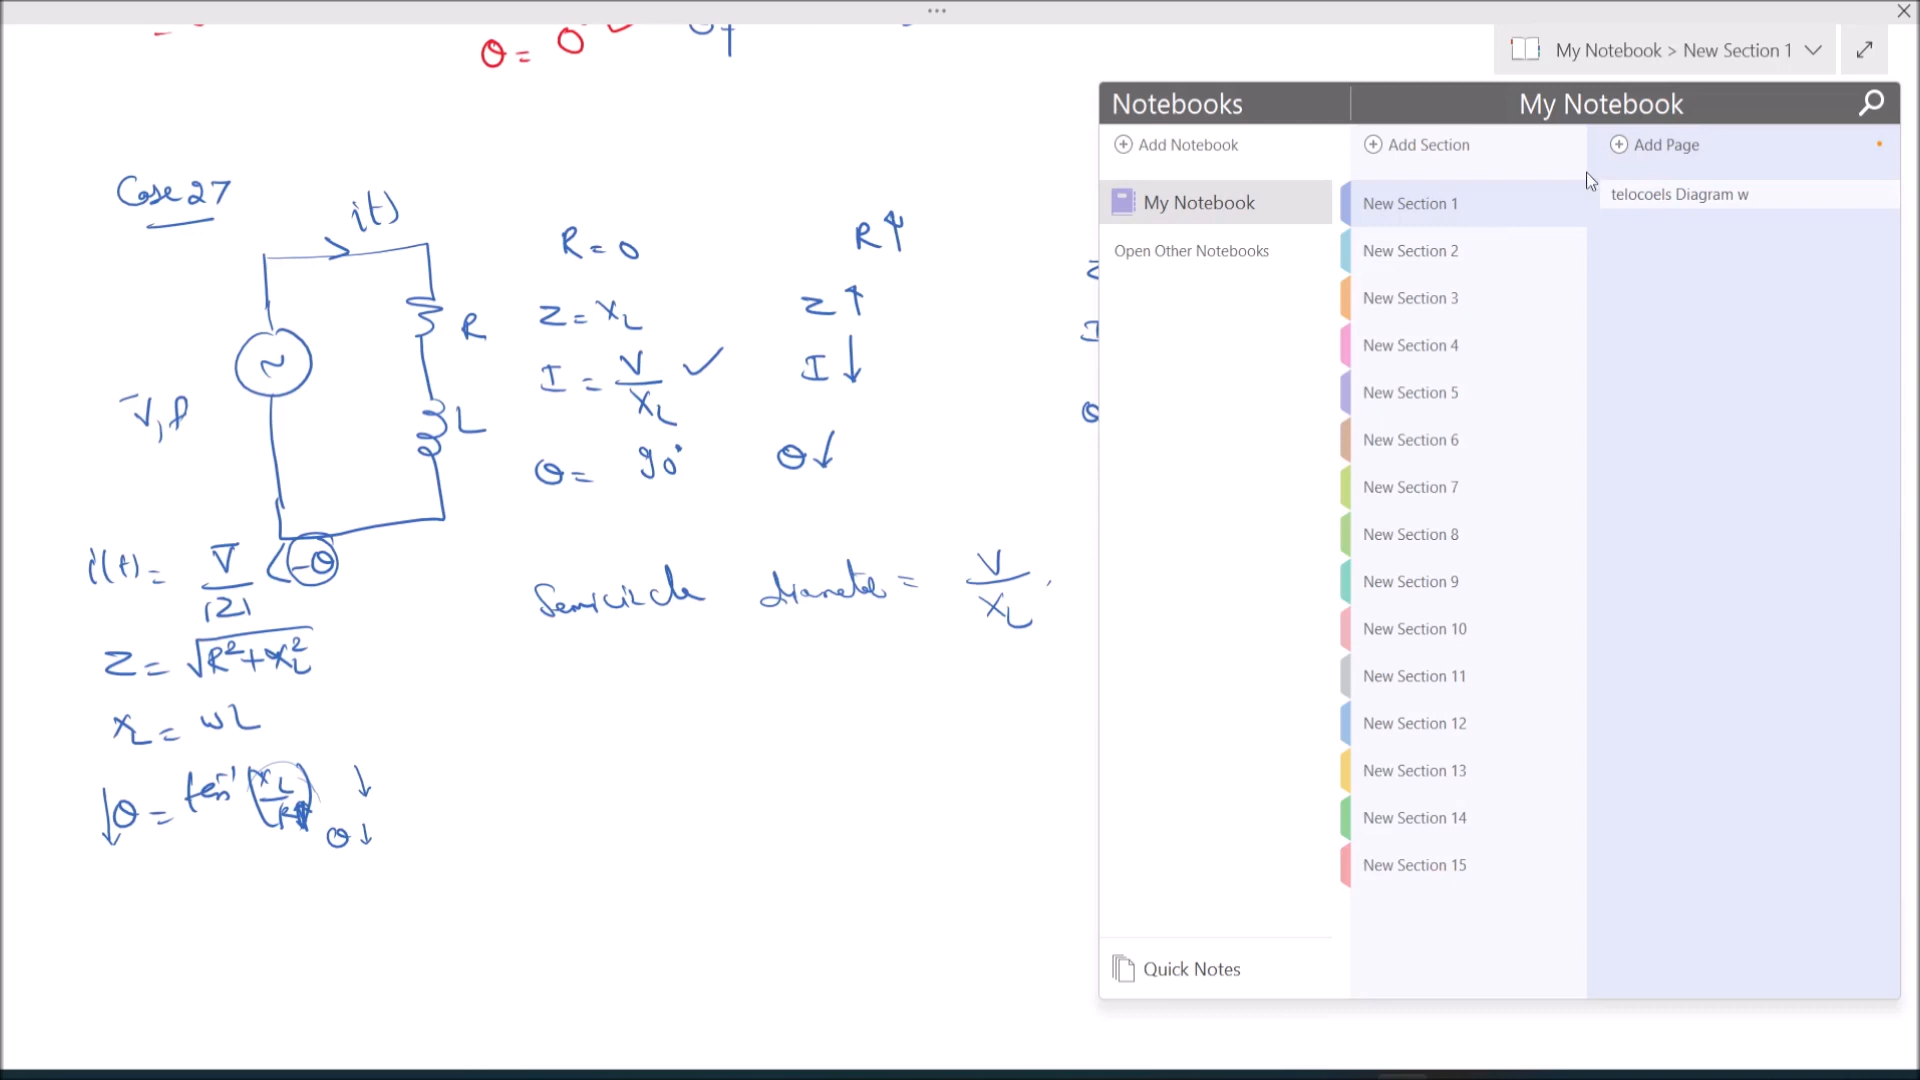 θ = 0
My Notebook > New Section 1
Notebooks
My Notebook
Add Notebook
Add Section
Add Page
My Notebook
Open Other Notebooks
New Section 1
New Section 2
New Section 3
New Section 4
New Section 5
New Section 6
New Section 7
New Section 8
New Section 9
New Section 10
New Section 11
New Section 12
New Section 13
New Section 14
New Section 15
telocoels Diagram w
Quick Notes
Case 27
i(t)
R
L
V, f
i(t) = V/|Z| ∠-θ
Z = √R²+X_L²
X_L = ωL
↓θ = tan⁻¹(X_L/R↑) ↓
θ↓
R = 0
Z = X_L
I = V/X_L ✓
θ = 90°
R↑
Z↑
I↓
θ↓
Semicircle diameter = V/X_L